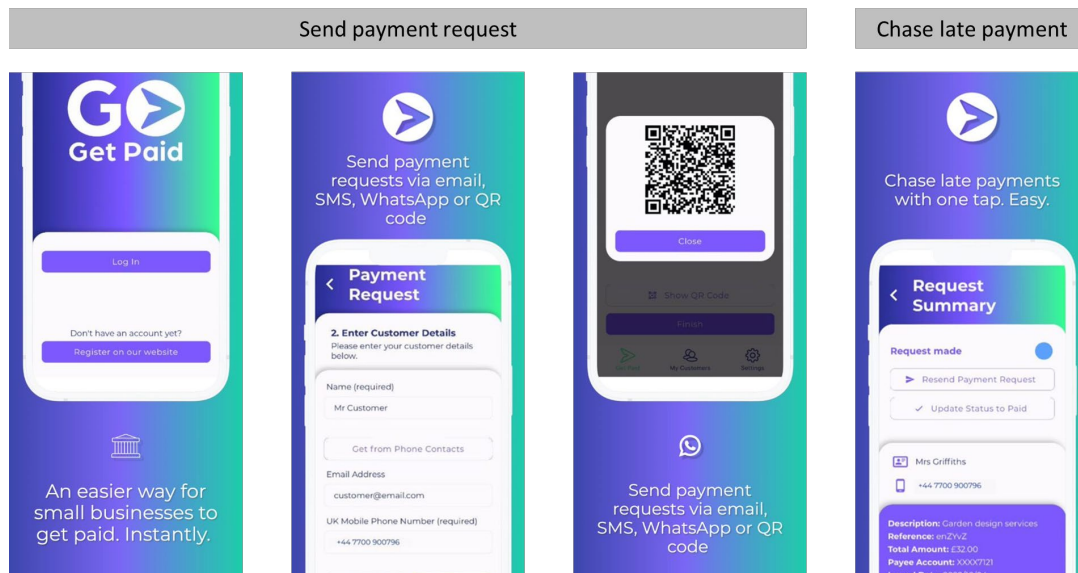 Send payment request
Chase late payment
GO
Get Paid
Log In
Don't have an account yet?
Register on our website
An easier way for
small businesses to
get paid. Instantly.
Send payment
requests via email,
SMS, WhatsApp or QR
code
Payment
Request
2. Enter Customer Details
Please enter your customer details
below.
Name (required)
Mr Customer
Get from Phone Contacts
Email Address
customer@email.com
UK Mobile Phone Number (required)
+44 7700 900796
Close
Show QR Code
Finish
Get Paid
My Customers
Settings
Send payment
requests via email,
SMS, WhatsApp or QR
code
Chase late payments
with one tap. Easy.
Request
Summary
Request made
Resend Payment Request
Update Status to Paid
Mrs Griffiths
+44 7700 900796
Description: Garden design services
Reference: enZYvZ
Total Amount: £32.00
Payee Account: XXXX7121